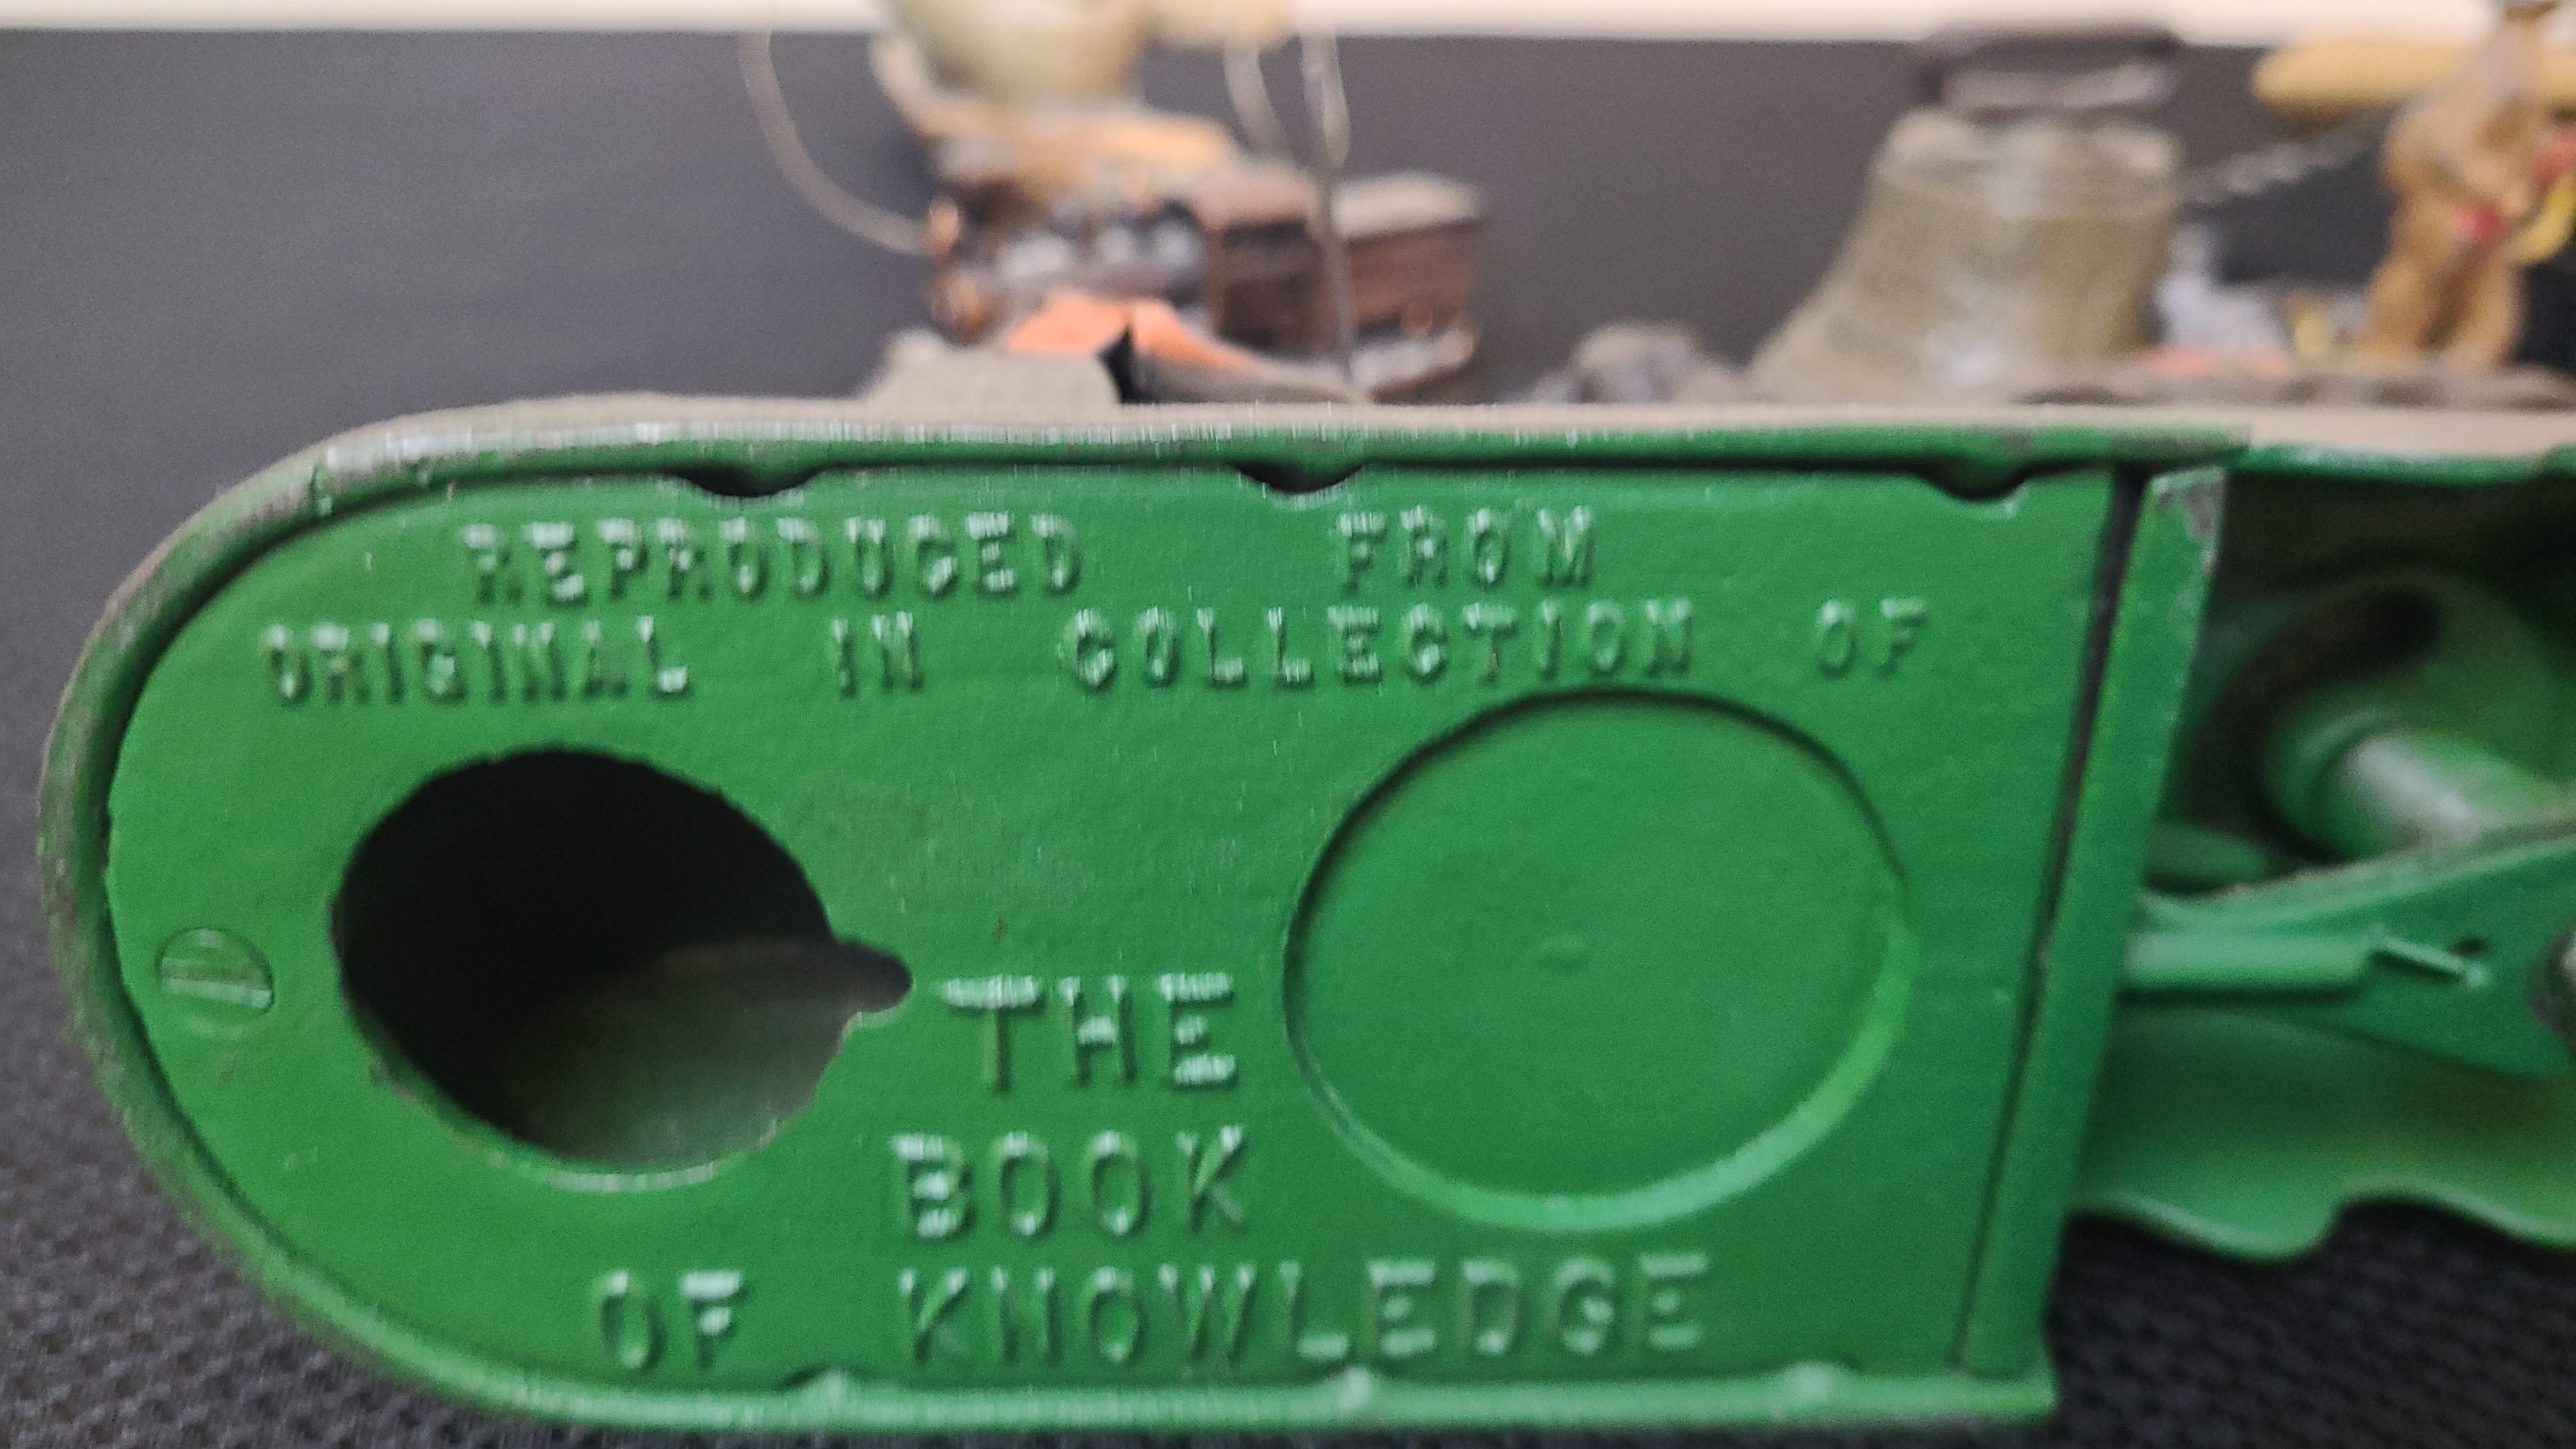 REPRODUCED FROM
ORIGINAL IN COLLECTION OF
THE
BOOK
OF KNOWLEDGE